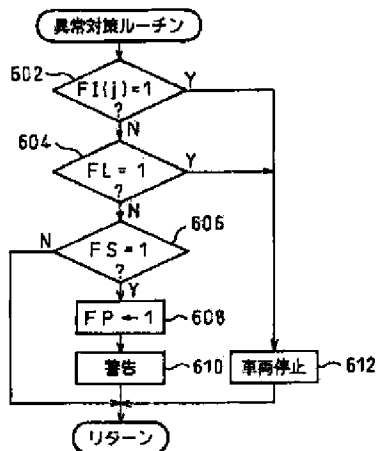 異常対策ルーチン
602
FI(j)=1
?
Y
N
604
FL=1
?
Y
N
606
N
FS=1
?
Y
FP←1
608
警告
610
車両停止
612
リターン